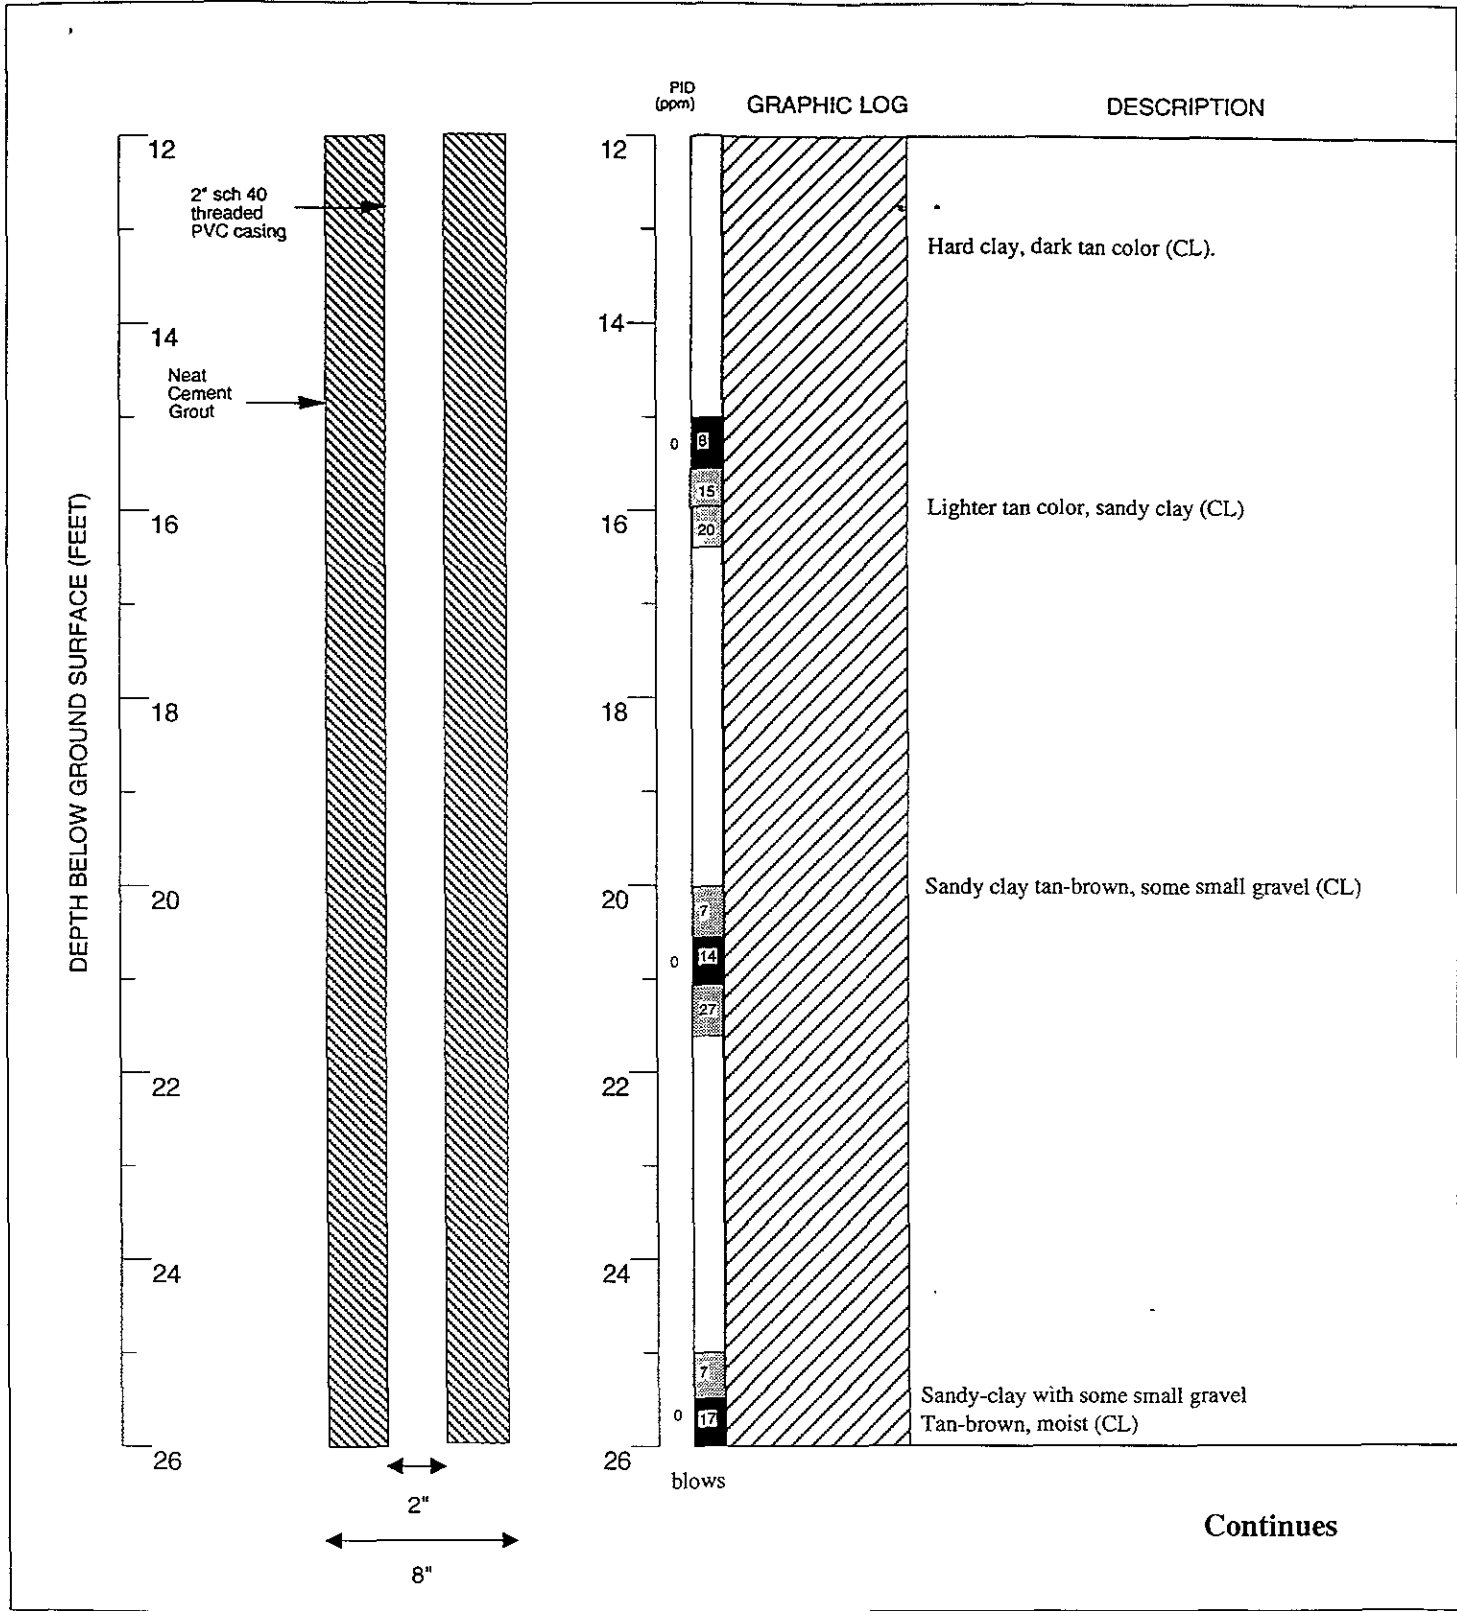 PID
(ppm)
GRAPHIC LOG
DESCRIPTION
DEPTH BELOW GROUND SURFACE (FEET)
12
14
16
18
20
22
24
26
2" sch 40
threaded
PVC casing
Neat
Cement
Grout
2"
8"
12
14
16
18
20
22
24
26
0
8
15
20
7
0
14
27
7
0
17
blows
Hard clay, dark tan color (CL).
Lighter tan color, sandy clay (CL)
Sandy clay tan-brown, some small gravel (CL)
Sandy-clay with some small gravel
Tan-brown, moist (CL)
Continues